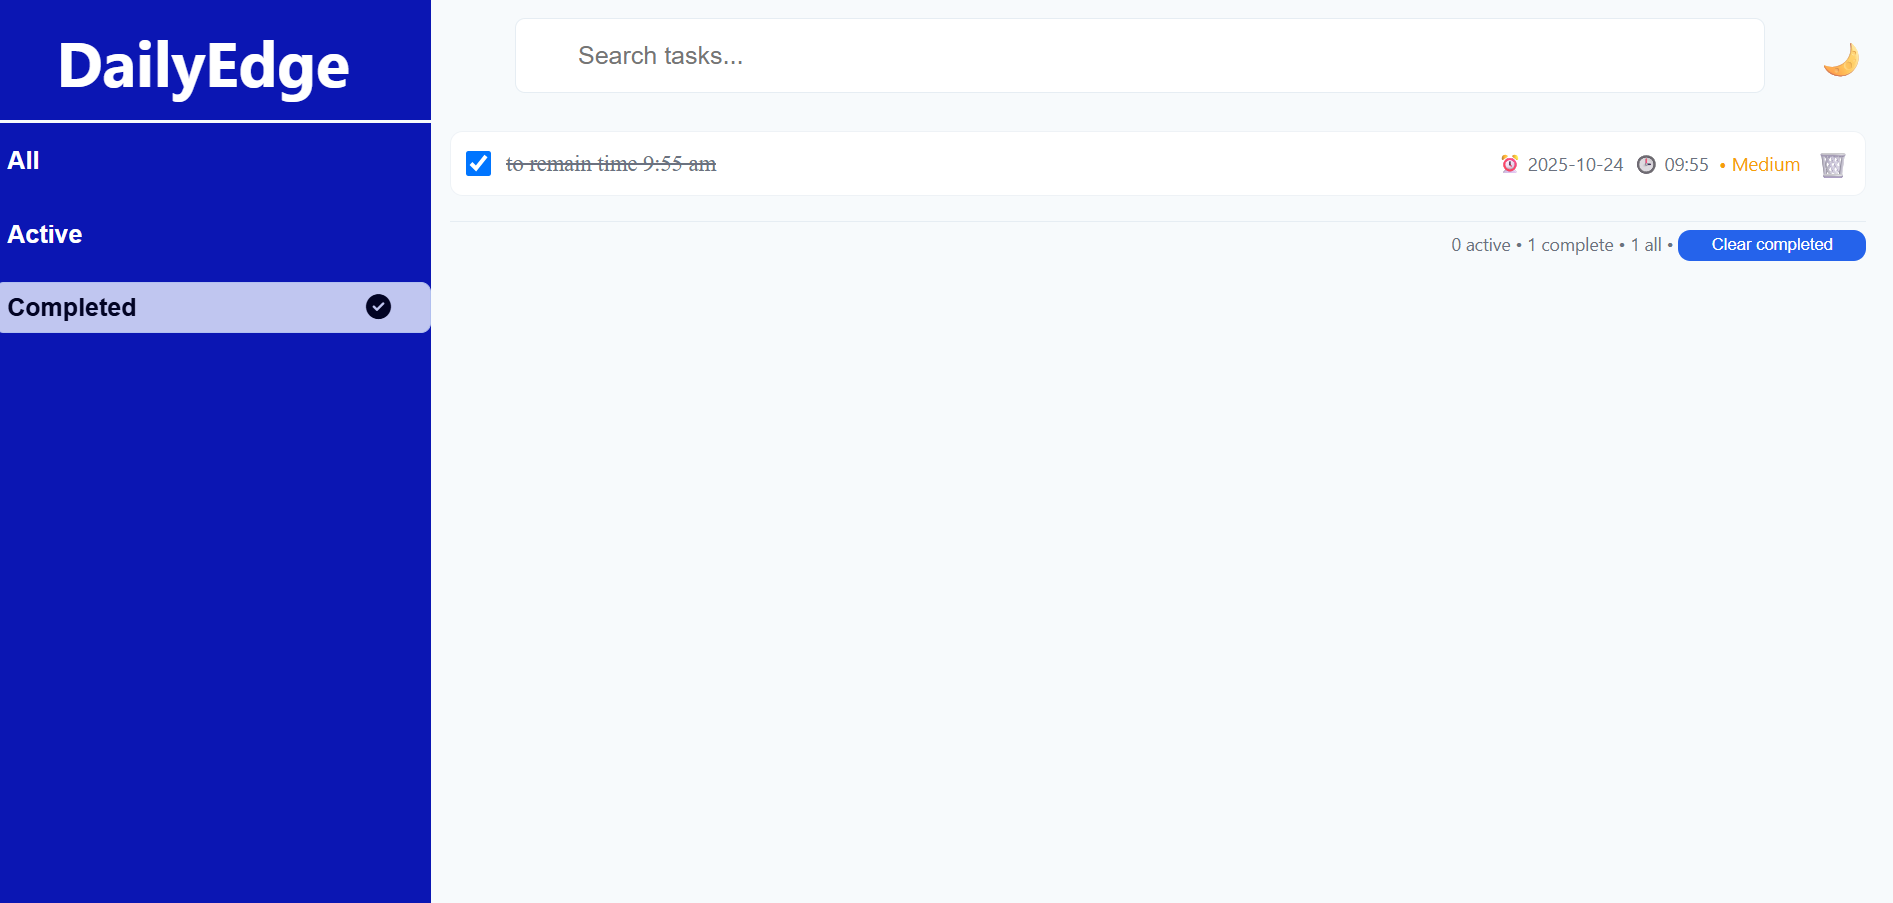 DailyEdge
Search tasks...
All
Active
Completed
to remain time 9:55 am
2025-10-24 09:55 • Medium
0 active • 1 complete • 1 all • Clear completed